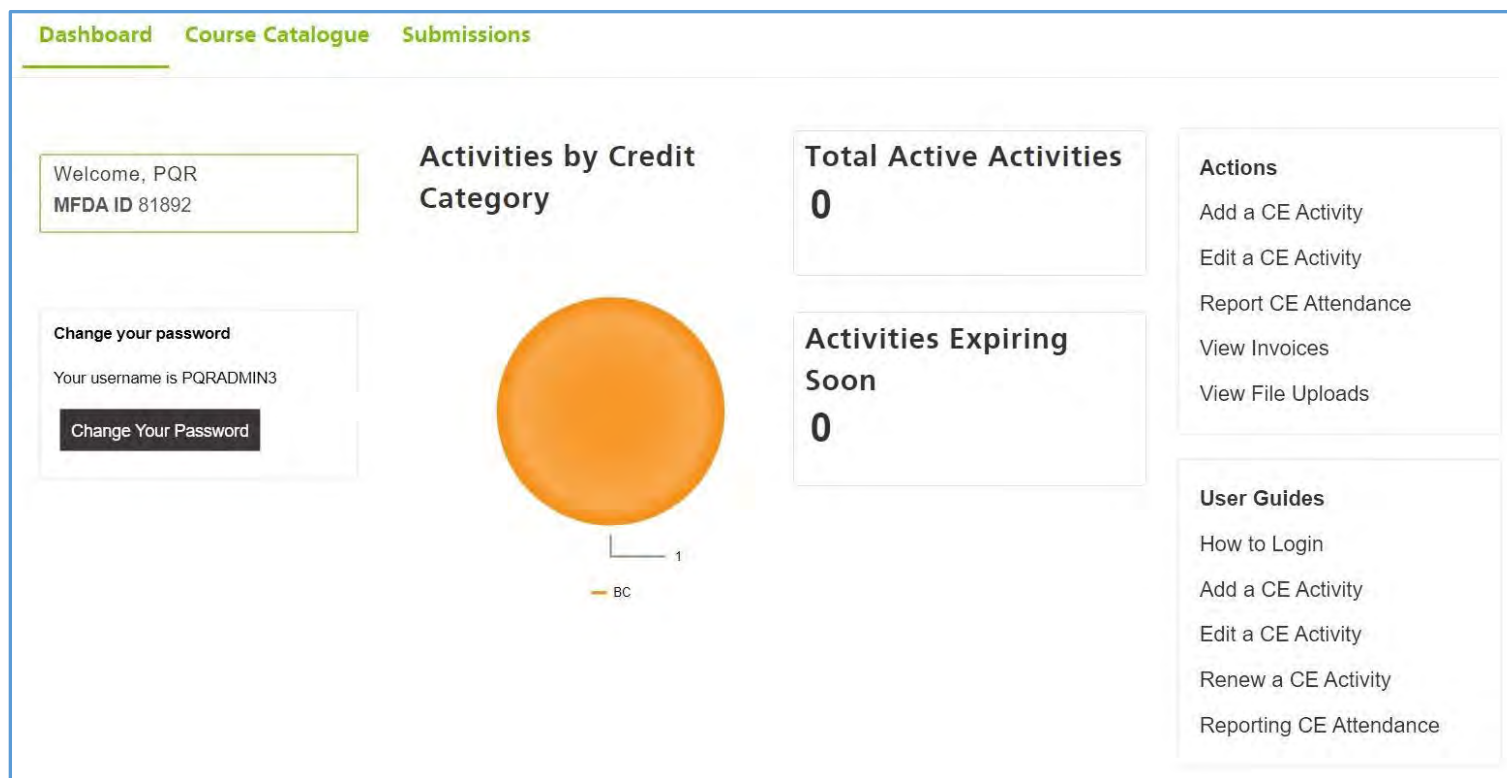 Dashboard Course Catalogue Submissions
Welcome, PQR
MFDA ID 81892
Change your password
Your username is PQRADMIN3
Change Your Password
Activities by Credit
Category
1
BC
Total Active Activities
0
Activities Expiring
Soon
0
Actions
Add a CE Activity
Edit a CE Activity
Report CE Attendance
View Invoices
View File Uploads
User Guides
How to Login
Add a CE Activity
Edit a CE Activity
Renew a CE Activity
Reporting CE Attendance